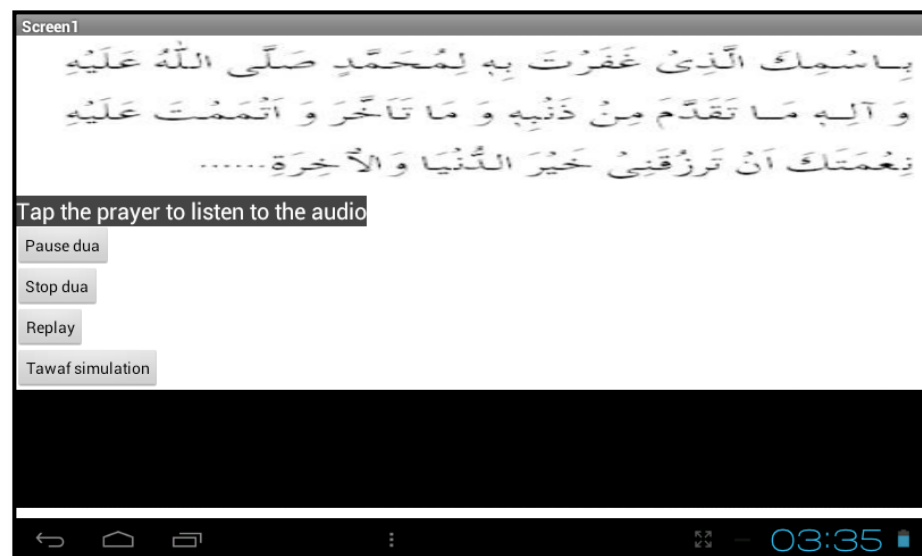 Screen1
بِاسْمِكَ الَّذِیْ غَفَرْتَ بِهٖ لِمُحَمَّدٍ صَلَّی اللّٰهُ عَلَیْهِ
وَ آلِهٖ مَا تَقَدَّمَ مِنْ ذَنْبِهٖ وَ مَا تَاَخَّرَ وَ اَتْمَمْتَ عَلَیْهِ
نِعْمَتَكَ اَنْ تَرزُقَنِیْ خَیْرَ الدُّنْیَا وَ الْآخِرَةِ......
Tap the prayer to listen to the audio
Pause dua
Stop dua
Replay
Tawaf simulation
03:35